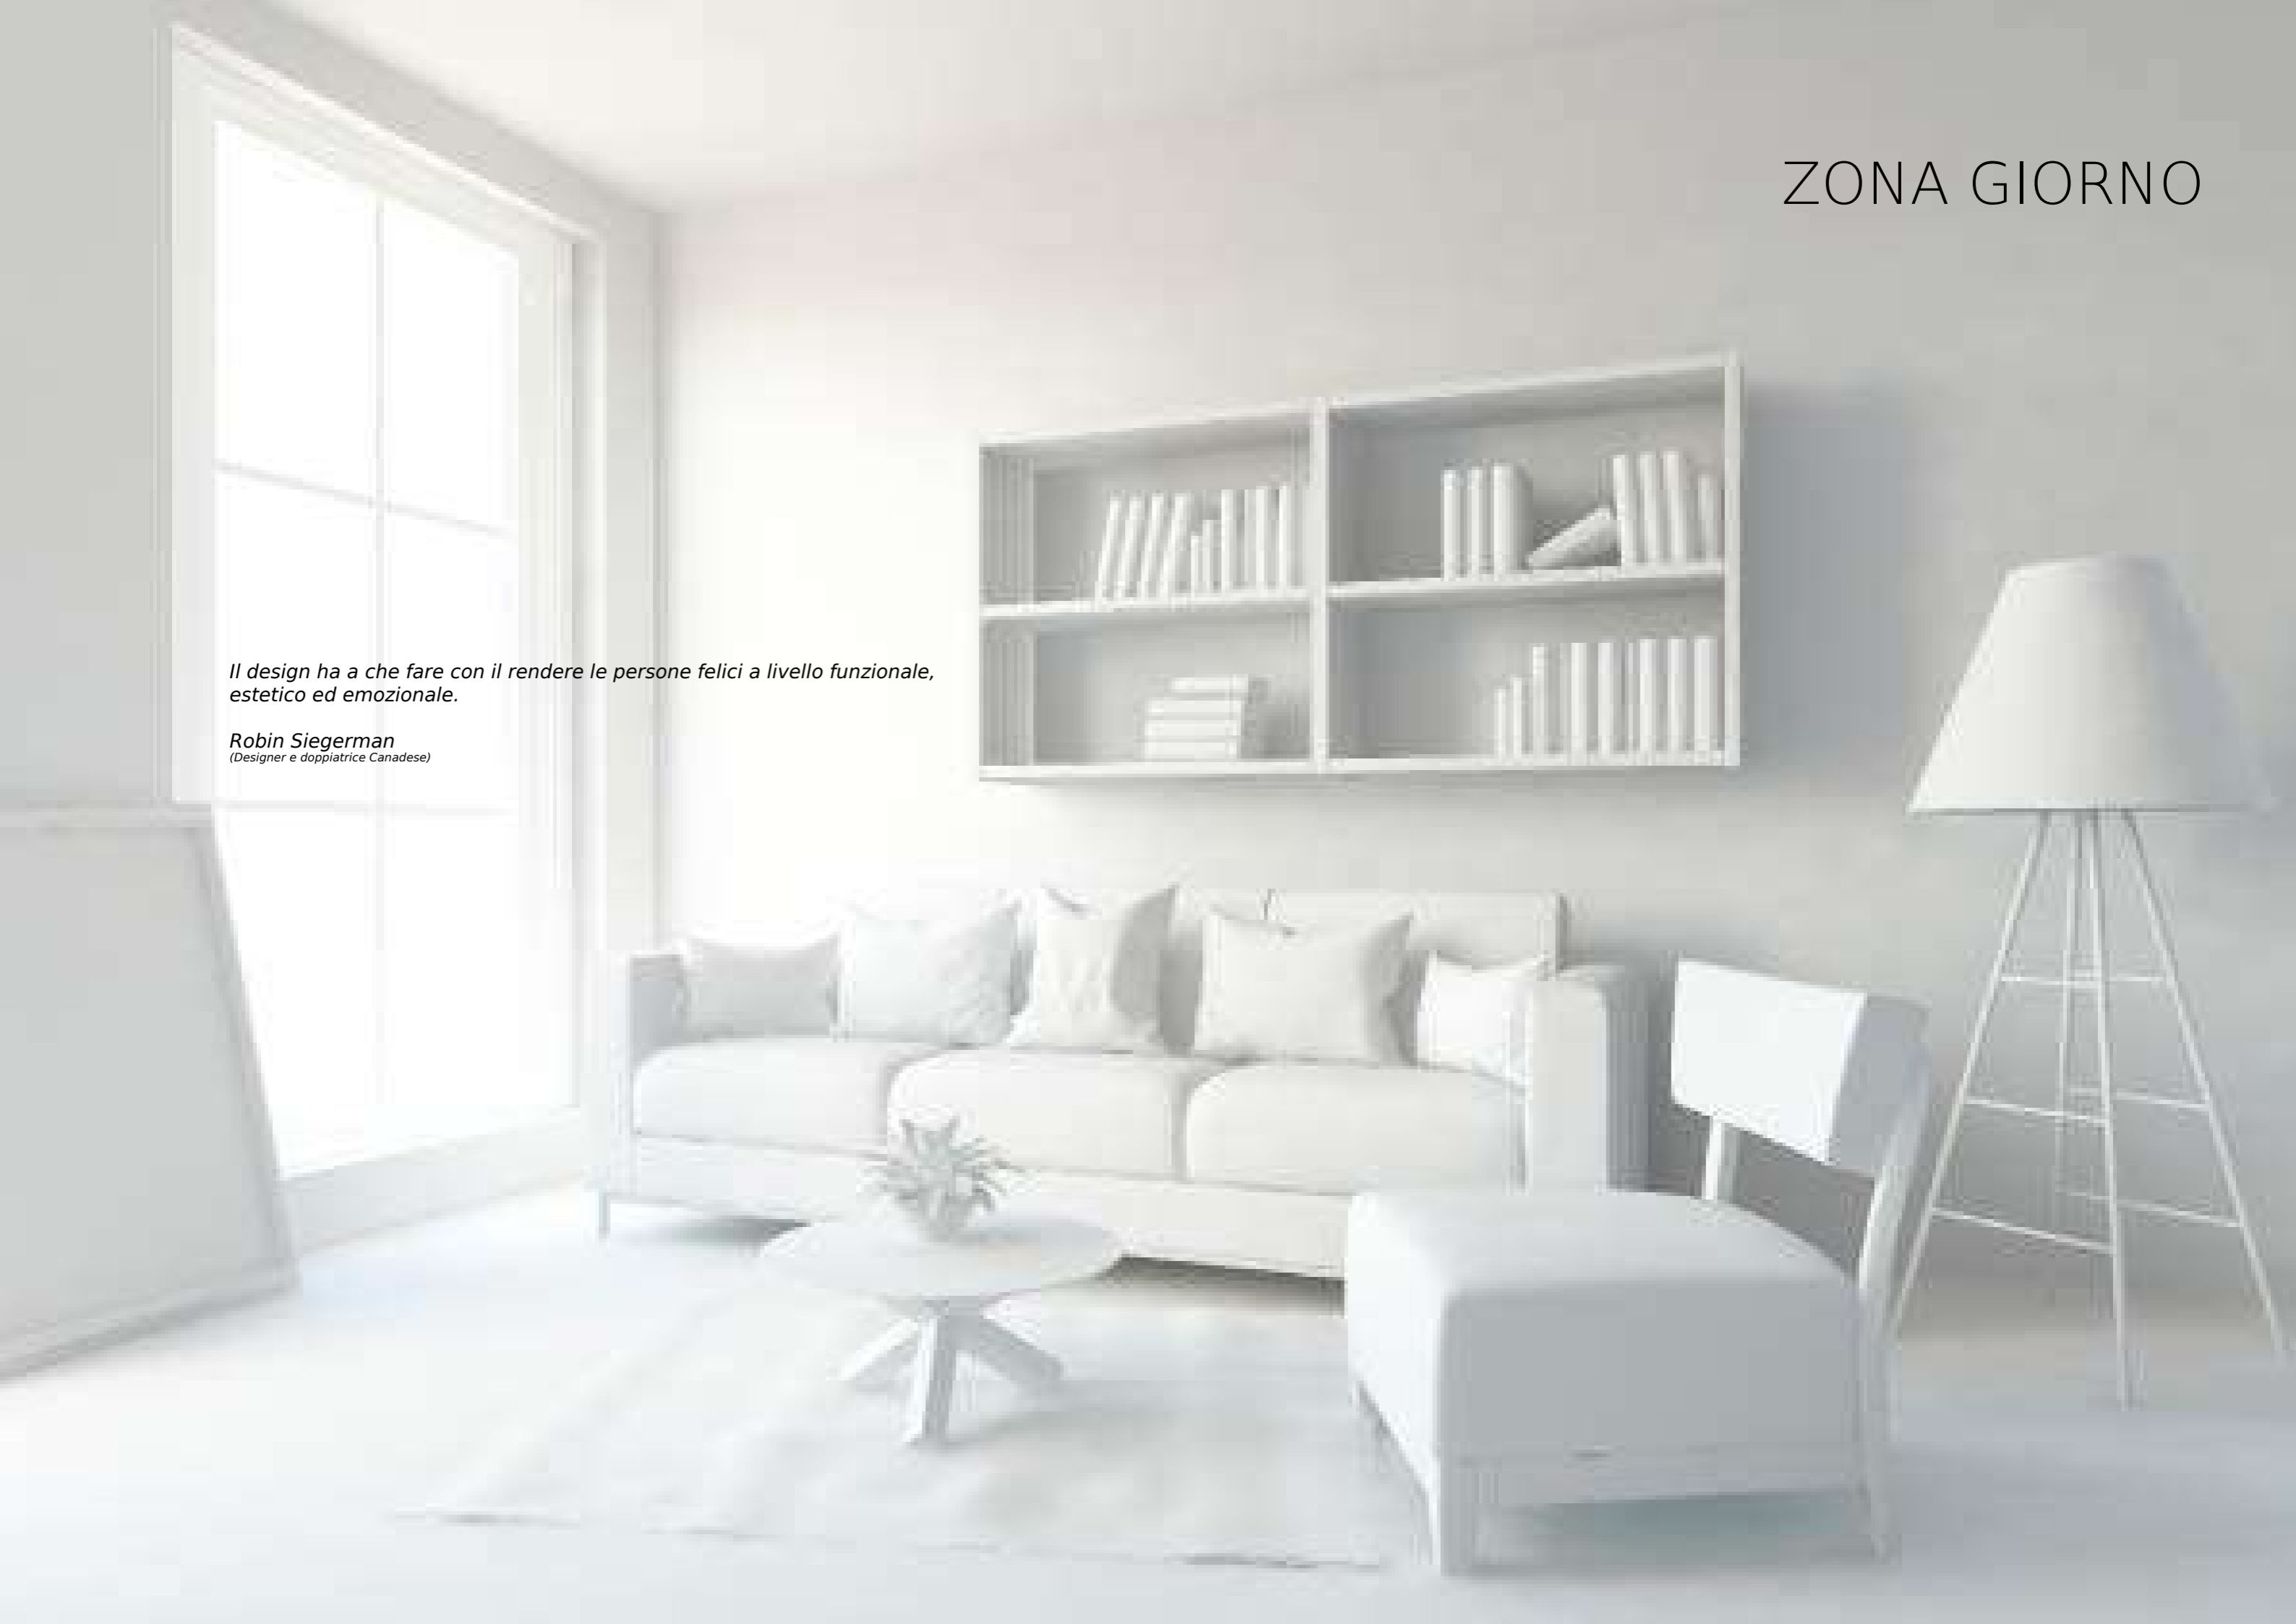 ZONA GIORNO
Il design ha a che fare con il rendere le persone felici a livello funzionale,
estetico ed emozionale.
Robin Siegerman
(Designer e doppiatrice Canadese)